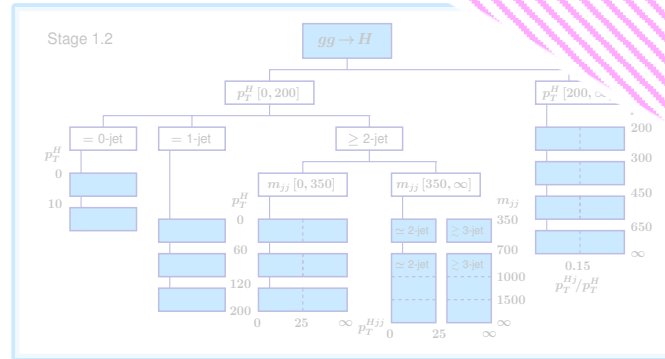 Stage 1.2
gg → H
p_T^H [0, 200]
p_T^H [200, ∞]
= 0-jet
= 1-jet
≥ 2-jet
p_T^H
0
10
m_jj [0, 350]
m_jj [350, ∞]
p_T^H
0
60
120
200
0 25 ∞
≃ 2-jet ≥ 3-jet
≃ 2-jet ≥ 3-jet
m_jj
350
700
1000
1500
∞
p_T^Hjj
0 25 ∞
200
300
450
650
∞
0.15
p_T^Hj/p_T^H